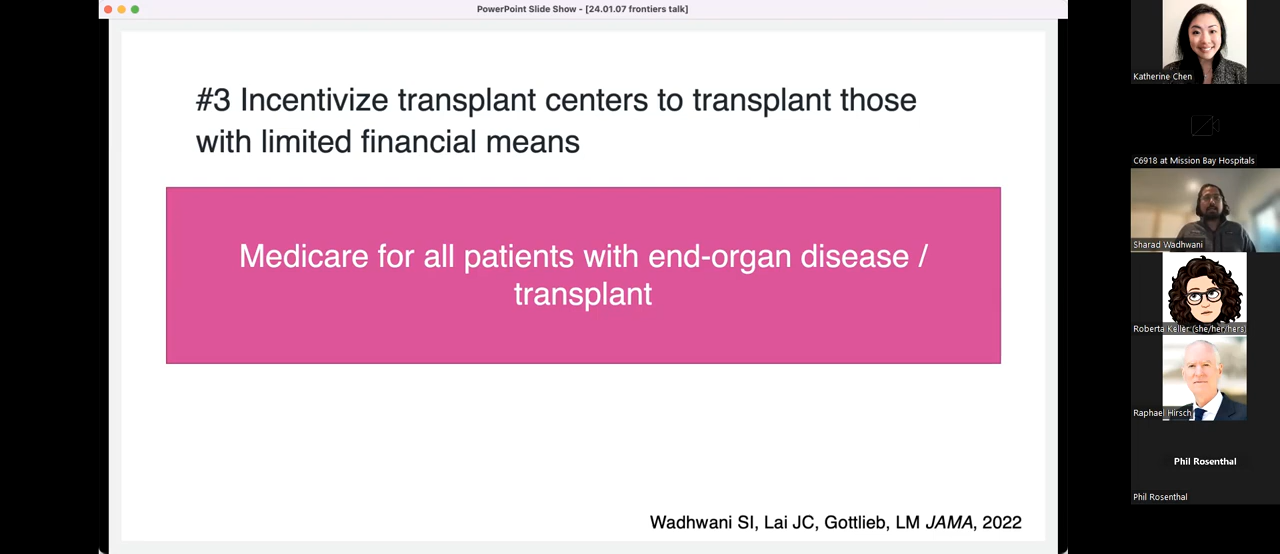 PowerPoint Slide Show - [24.01.07 frontiers talk]
#3 Incentivize transplant centers to transplant those
with limited financial means
Medicare for all patients with end-organ disease /
transplant
Wadhwani SI, Lai JC, Gottlieb, LM JAMA, 2022
Katherine Chen
C6918 at Mission Bay Hospitals
Sharad Wadhwani
Roberta Keller (she/her/hers)
Raphael Hirsch
Phil Rosenthal
Phil Rosenthal